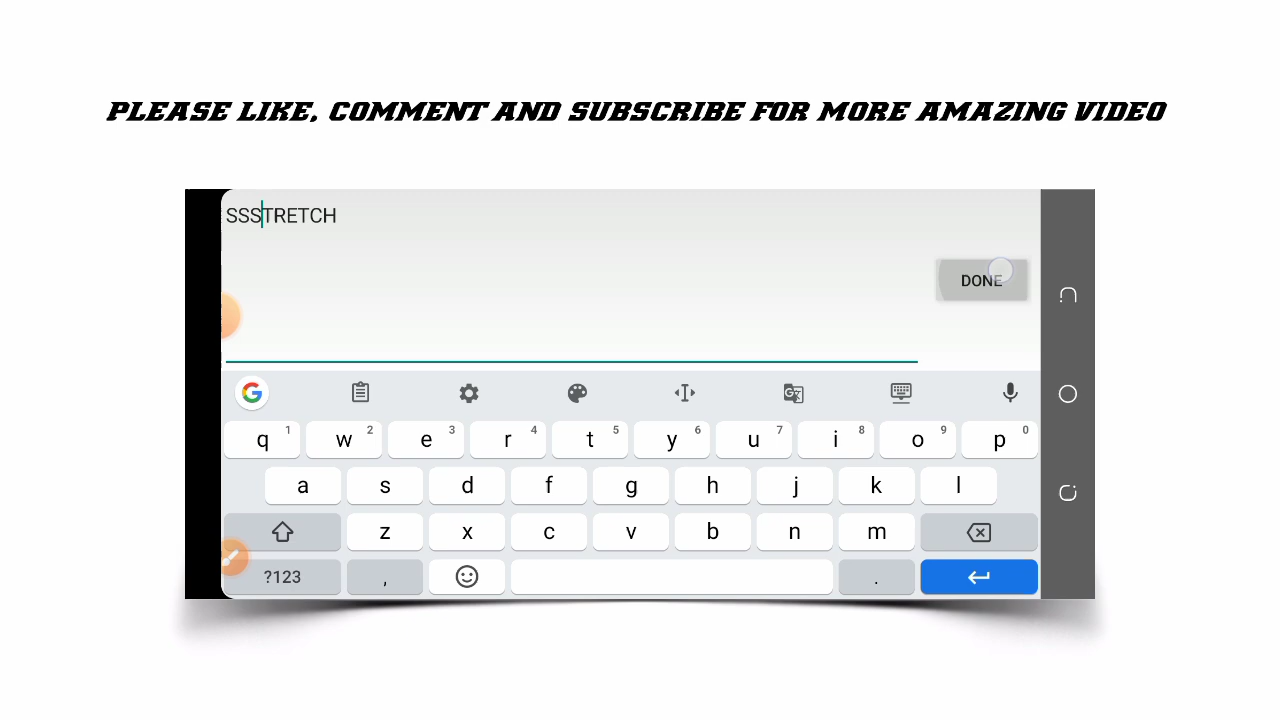 PLEASE LIKE, COMMENT AND SUBSCRIBE FOR MORE AMAZING VIDEO
SSSTRETCH
DONE
q 1 w 2 e 3 r 4 t 5 y 6 u 7 i 8 o 9 p 0
a s d f g h j k l
z x c v b n m
?123 , .